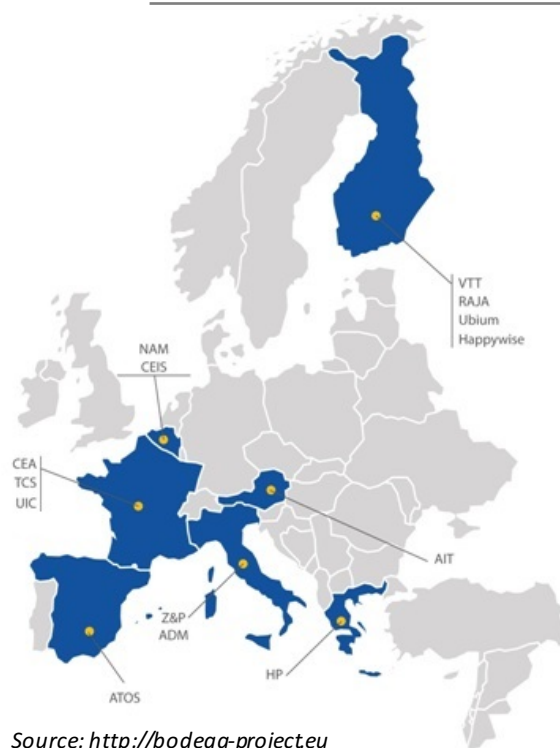 VTT
RAJA
Ubium
Happywise
NAM
CEIS
CEA
TCS
UIC
AIT
Z&P
ADM
HP
ATOS
Source: http://bodega-project.eu